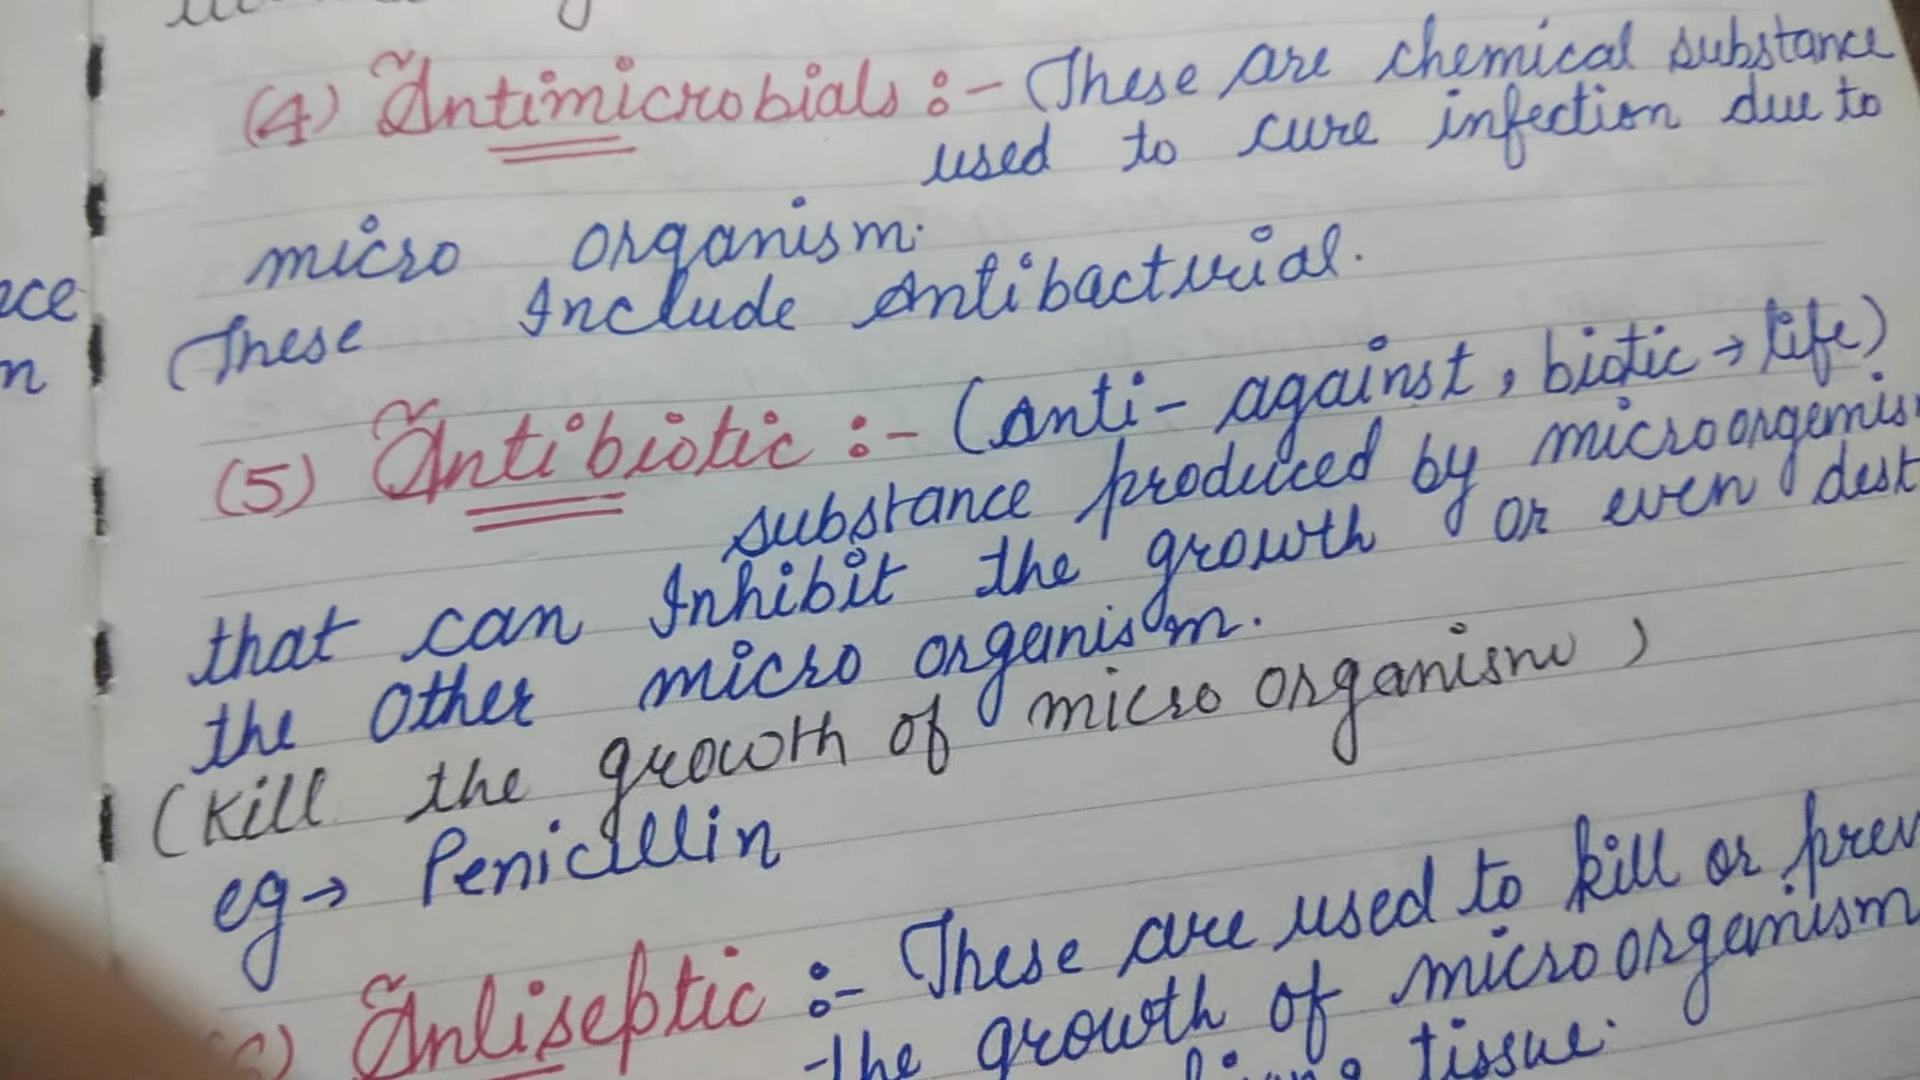 (4) Antimicrobials :- These are chemical substance
used to cure infection due to
micro organism.
These Include Antibacterial.
(5) Antibiotic :- (anti- against, biotic → life)
substance produced by microorganis
that can Inhibit the growth or even dest
the other micro organism.
(Kill the growth of micro organism)
eg → Penicillin
Antiseptic :- These are used to kill or prev
the growth of microorganism
tissue.